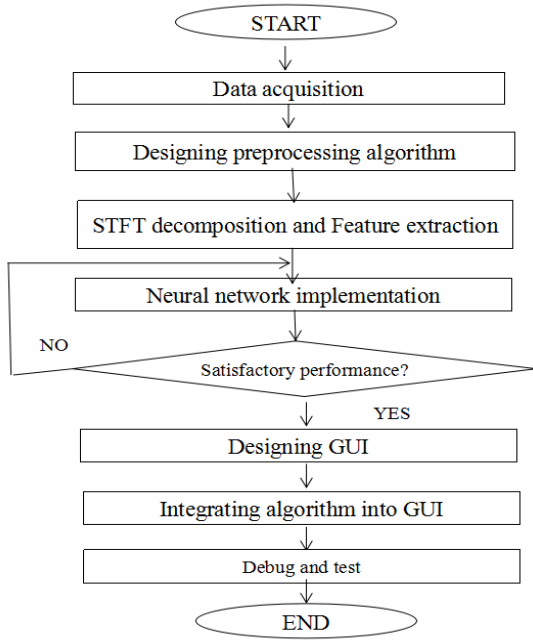 START
Data acquisition
Designing preprocessing algorithm
STFT decomposition and Feature extraction
Neural network implementation
NO
Satisfactory performance?
YES
Designing GUI
Integrating algorithm into GUI
Debug and test
END